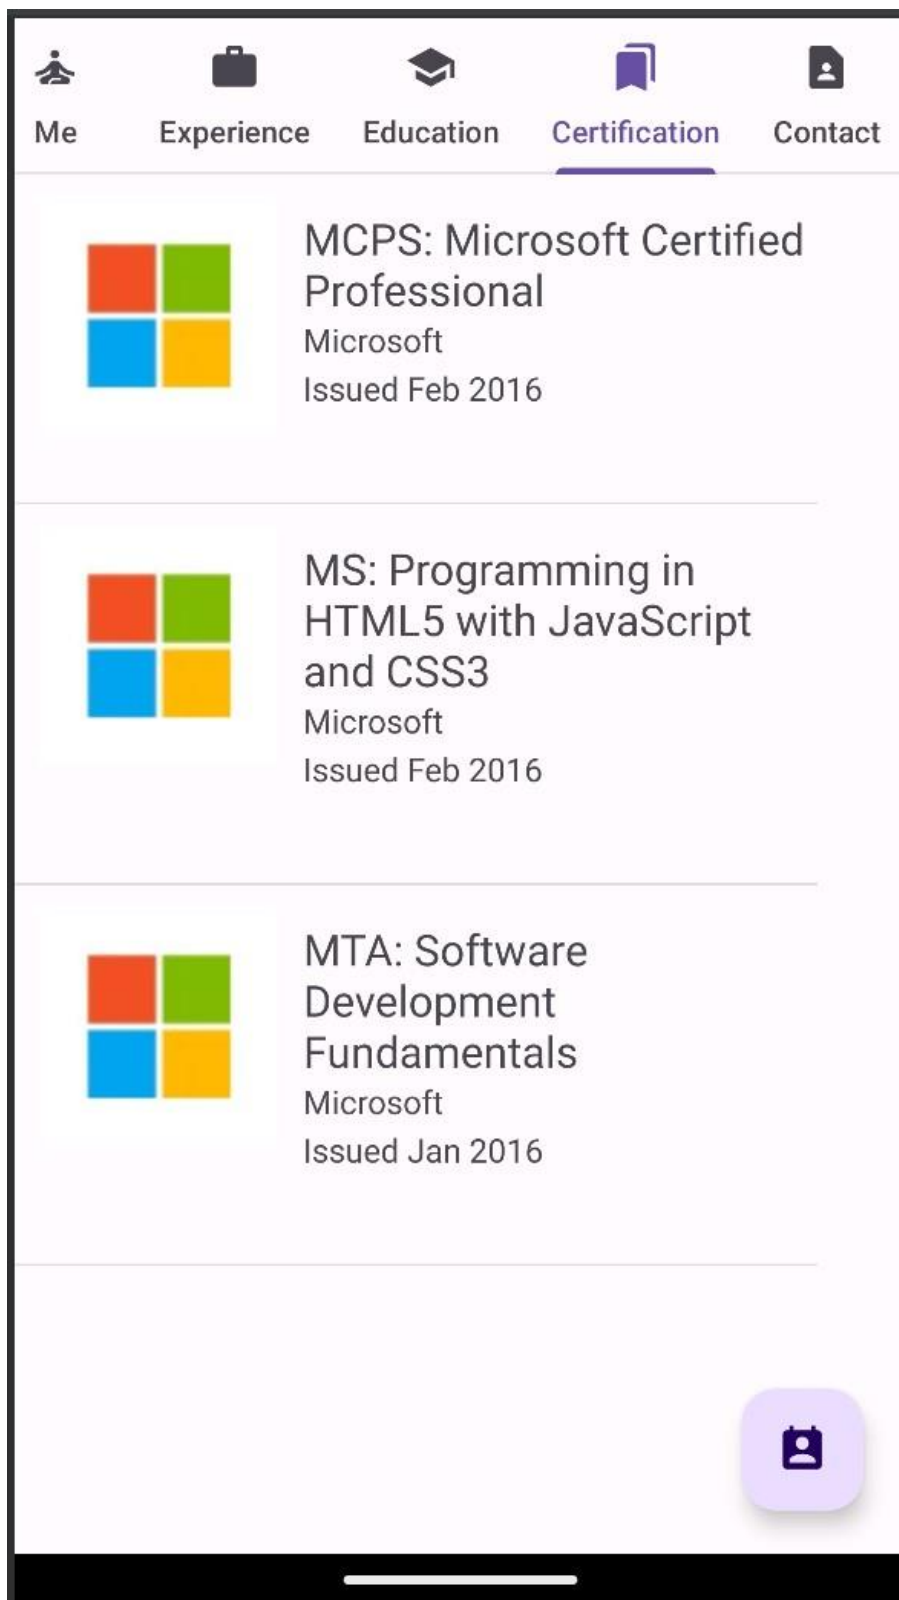 Me Experience Education Certification Contact
MCPS: Microsoft Certified
Professional
Microsoft
Issued Feb 2016
MS: Programming in
HTML5 with JavaScript
and CSS3
Microsoft
Issued Feb 2016
MTA: Software
Development
Fundamentals
Microsoft
Issued Jan 2016